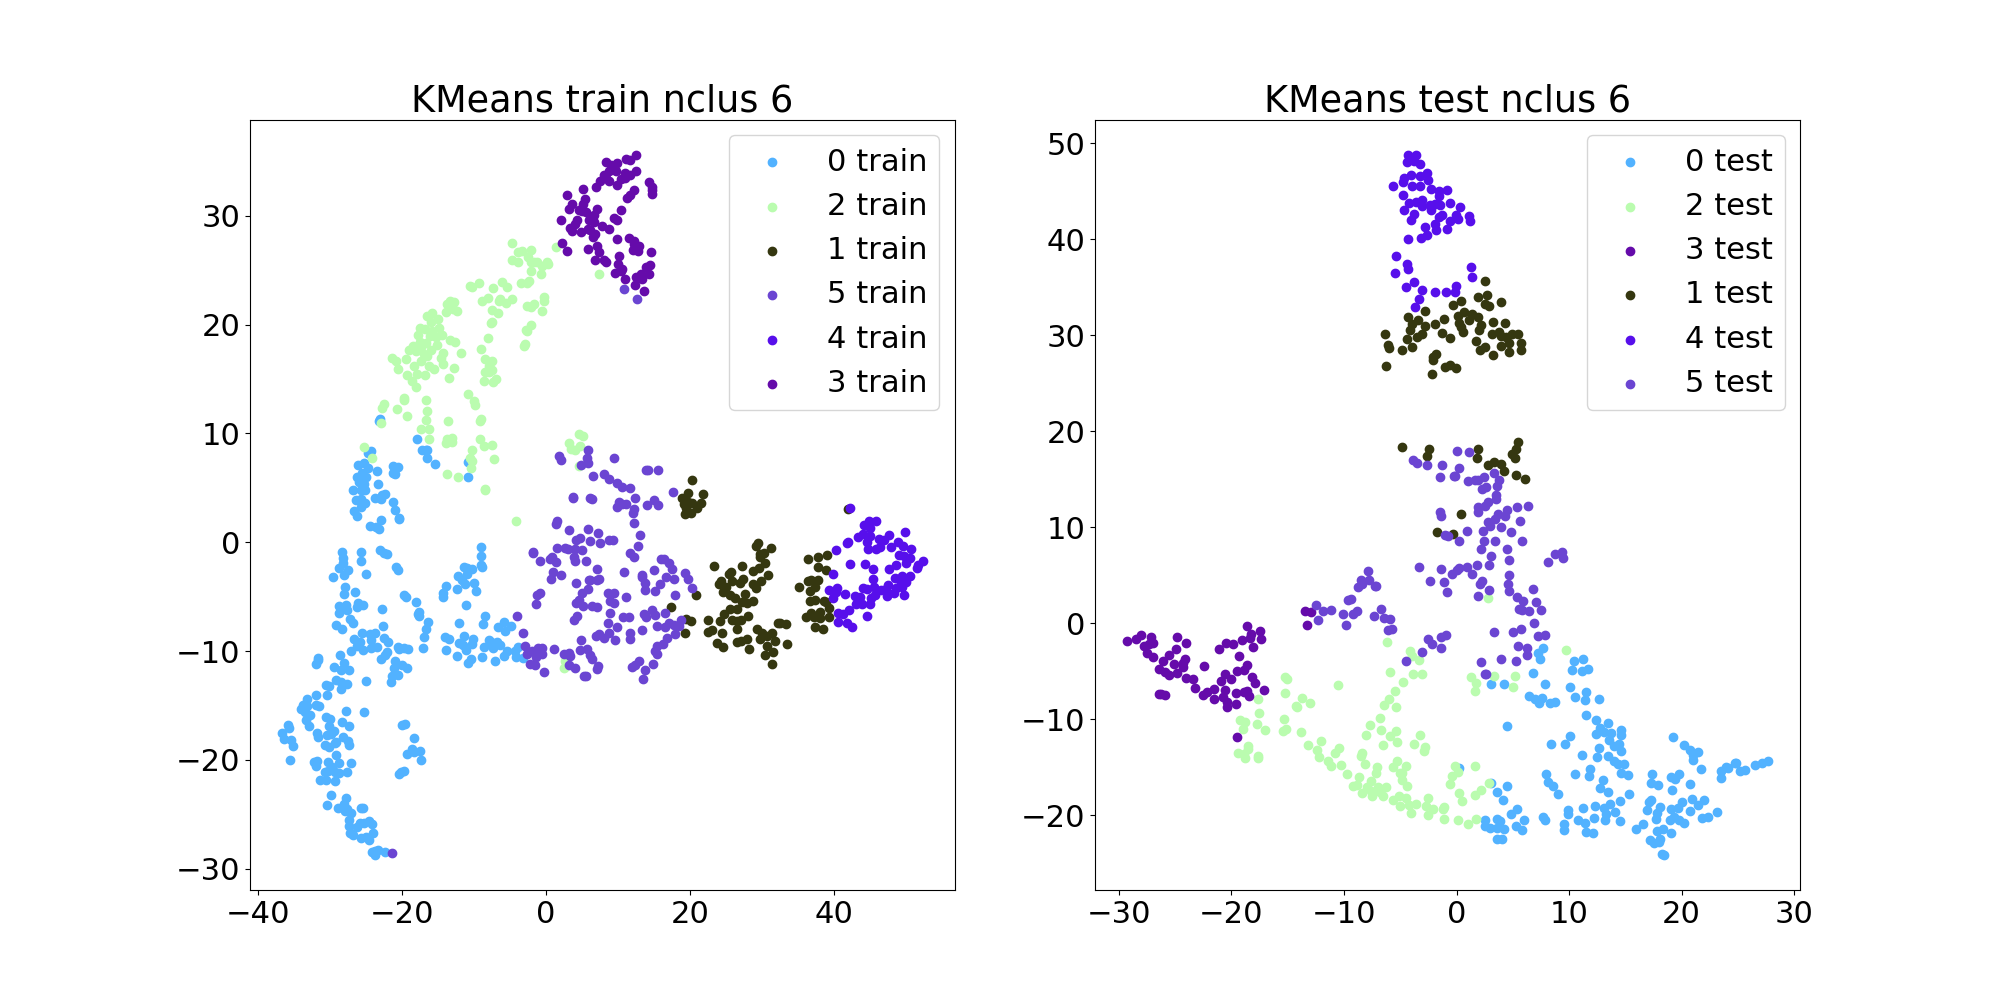 KMeans train nclus 6
0 train
2 train
1 train
5 train
4 train
3 train
30
20
10
0
−10
−20
−30
−40 −20 0 20 40
KMeans test nclus 6
0 test
2 test
3 test
1 test
4 test
5 test
50
40
30
20
10
0
−10
−20
−30 −20 −10 0 10 20 30